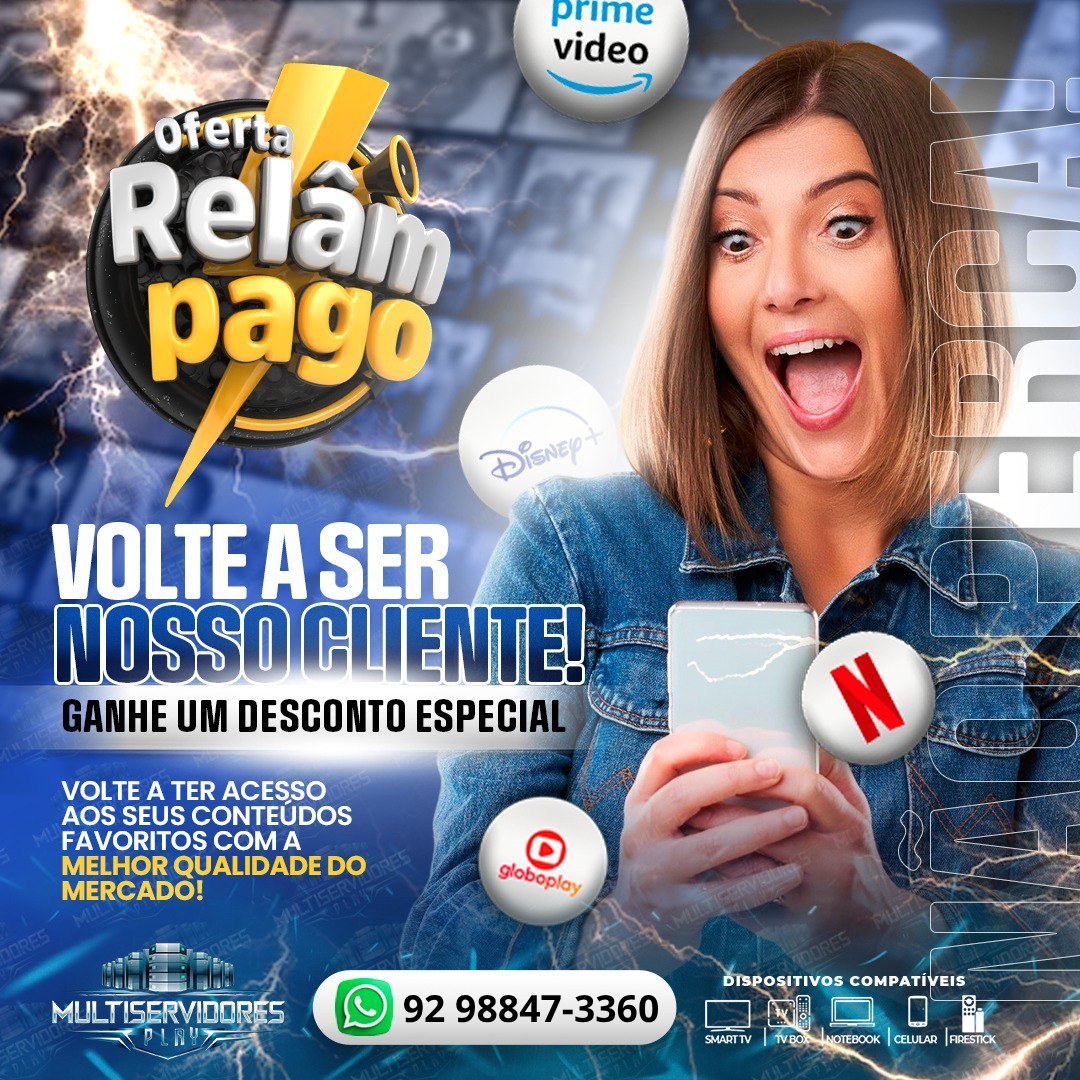 prime
video
Oferta
Relâm
pago
Disney+
VOLTE A SER
NOSSO CLIENTE!
GANHE UM DESCONTO ESPECIAL
VOLTE A TER ACESSO
AOS SEUS CONTEÚDOS
FAVORITOS COM A
MELHOR QUALIDADE DO
MERCADO!
N
globoplay
NÃO PERCA!
MULTISERVIDORES
PLAY
92 98847-3360
DISPOSITIVOS COMPATÍVEIS
TV
SMART TV | TV BOX | NOTEBOOK | CELULAR | FIRESTICK